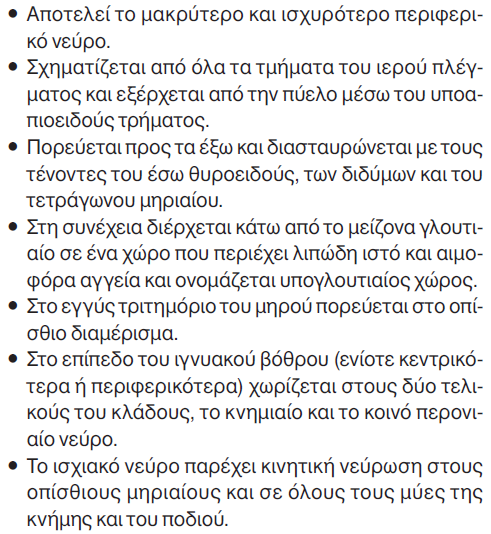 ● Αποτελεί το μακρύτερο και ισχυρότερο περιφερι-
κό νεύρο.
● Σχηματίζεται από όλα τα τμήματα του ιερού πλέγ-
ματος και εξέρχεται από την πύελο μέσω του υποα-
πιοειδούς τρήματος.
● Πορεύεται προς τα έξω και διασταυρώνεται με τους
τένοντες του έσω θυροειδούς, των διδύμων και του
τετράγωνου μηριαίου.
● Στη συνέχεια διέρχεται κάτω από το μείζονα γλουτι-
αίο σε ένα χώρο που περιέχει λιπώδη ιστό και αιμο-
φόρα αγγεία και ονομάζεται υπογλουτιαίος χώρος.
● Στο εγγύς τριτημόριο του μηρού πορεύεται στο οπί-
σθιο διαμέρισμα.
● Στο επίπεδο του ιγνυακού βόθρου (ενίοτε κεντρικό-
τερα ή περιφερικότερα) χωρίζεται στους δύο τελι-
κούς του κλάδους, το κνημιαίο και το κοινό περονι-
αίο νεύρο.
● Το ισχιακό νεύρο παρέχει κινητική νεύρωση στους
οπίσθιους μηριαίους και σε όλους τους μύες της
κνήμης και του ποδιού.